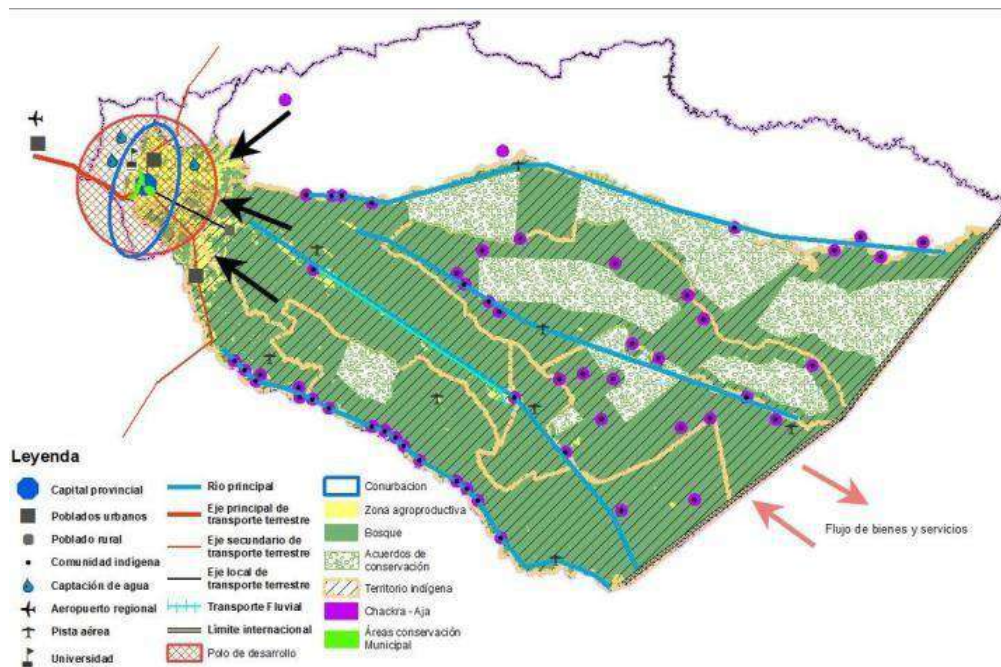 Leyenda
Capital provincial
Poblados urbanos
Poblado rural
Comunidad indígena
Captación de agua
Aeropuerto regional
Pista aérea
Universidad
Río principal
Eje principal de
transporte terrestre
Eje secundario de
transporte terrestre
Eje local de
transporte terrestre
Transporte Fluvial
Límite internacional
Polo de desarrollo
Conurbacion
Zona agroproductiva
Bosque
Acuerdos de
conservación
Territorio indígena
Chackra - Aja
Áreas conservación
Municipal
Flujo de bienes y servicios